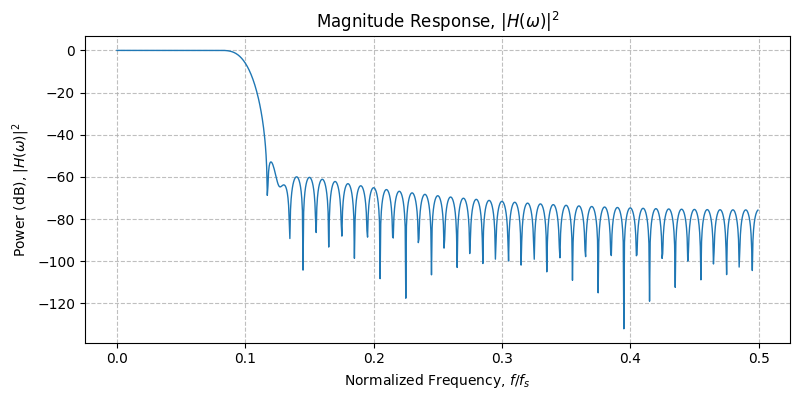 Magnitude Response, |H(ω)|²
0
−20
−40
−60
−80
−100
−120
Power (dB), |H(ω)|²
0.0 0.1 0.2 0.3 0.4 0.5
Normalized Frequency, f/fₛ